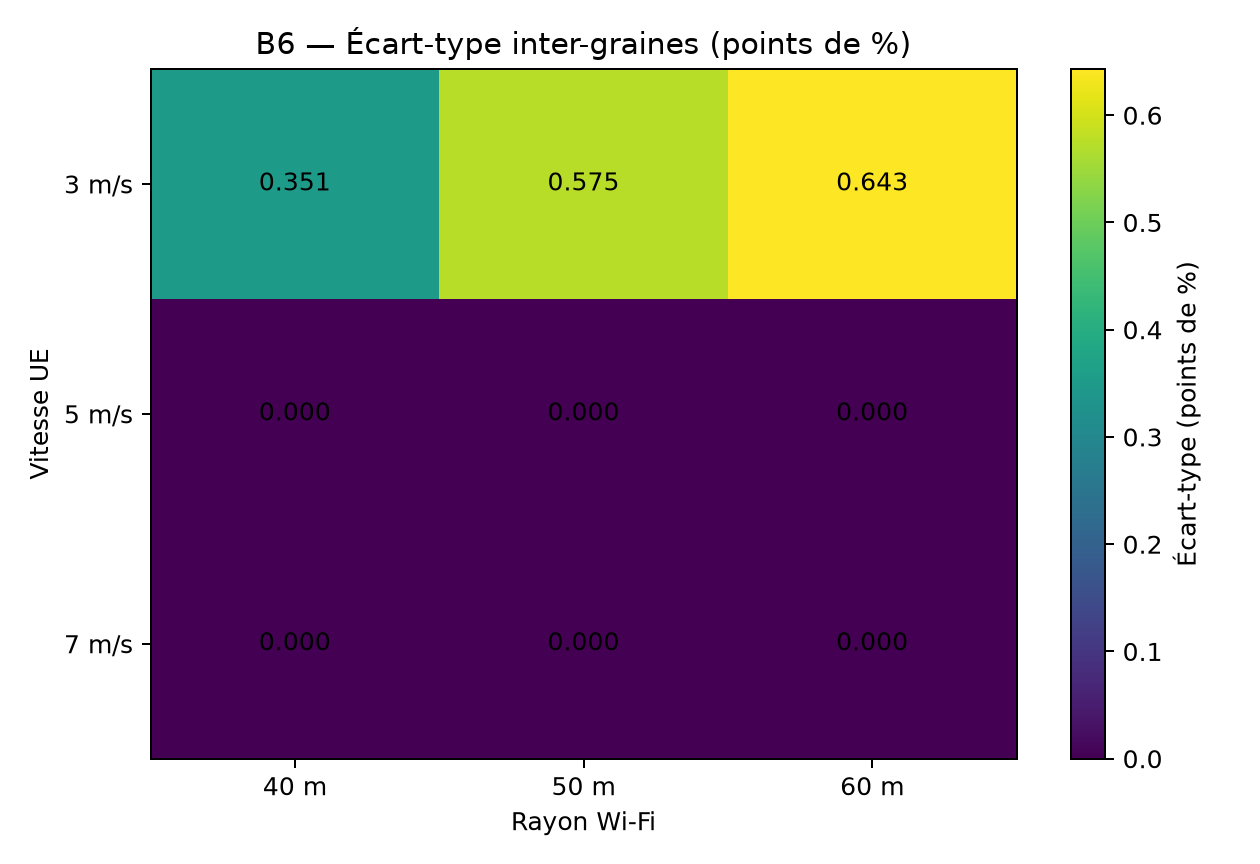 B6 — Écart-type inter-graines (points de %)
3 m/s
0.351
0.575
0.643
5 m/s
0.000
0.000
0.000
7 m/s
0.000
0.000
0.000
40 m
50 m
60 m
Rayon Wi-Fi
Vitesse UE
0.6
0.5
0.4
0.3
0.2
0.1
0.0
Écart-type (points de %)